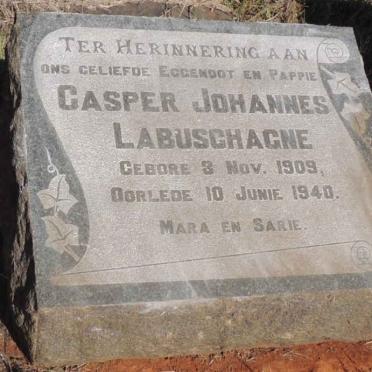 TER HERINNERING AAN
ONS GELIEFDE EGGENOOT EN PAPPIE
CASPER JOHANNES
LABUSCHAGNE
GEBORE 3 NOV. 1909.
OORLEDE 10 JUNIE 1940.
MARA EN SARIE.